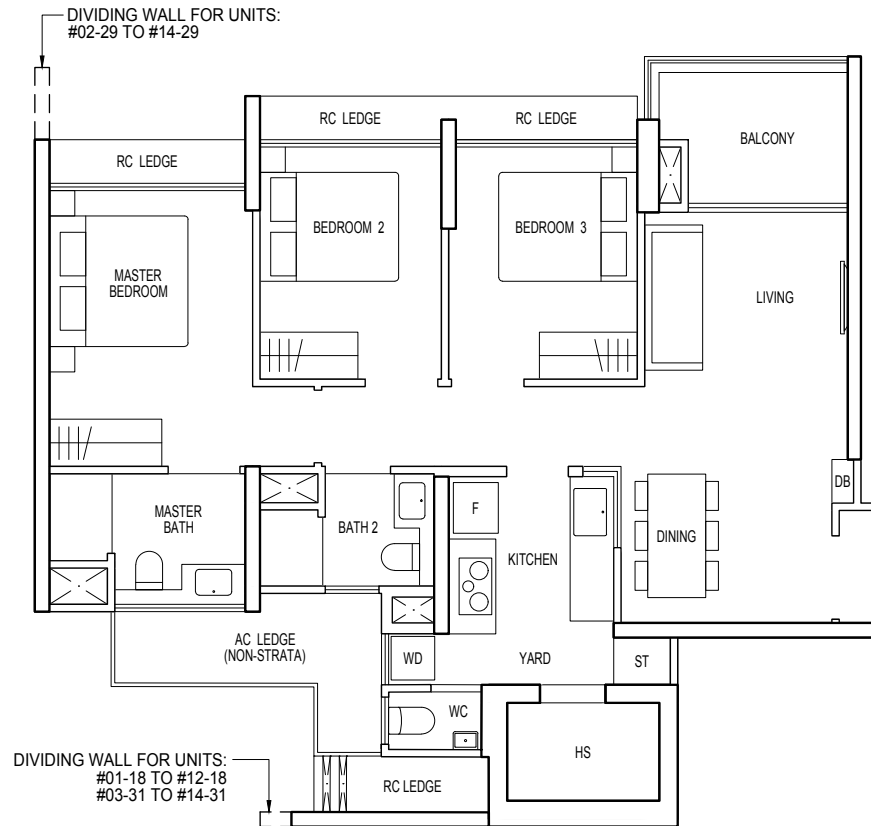 DIVIDING WALL FOR UNITS:
#02-29 TO #14-29
RC LEDGE
RC LEDGE
RC LEDGE
BALCONY
MASTER
BEDROOM
BEDROOM 2
BEDROOM 3
LIVING
MASTER
BATH
BATH 2
F
KITCHEN
DINING
DB
AC LEDGE
(NON-STRATA)
WD
YARD
ST
WC
HS
RC LEDGE
DIVIDING WALL FOR UNITS:
#01-18 TO #12-18
#03-31 TO #14-31